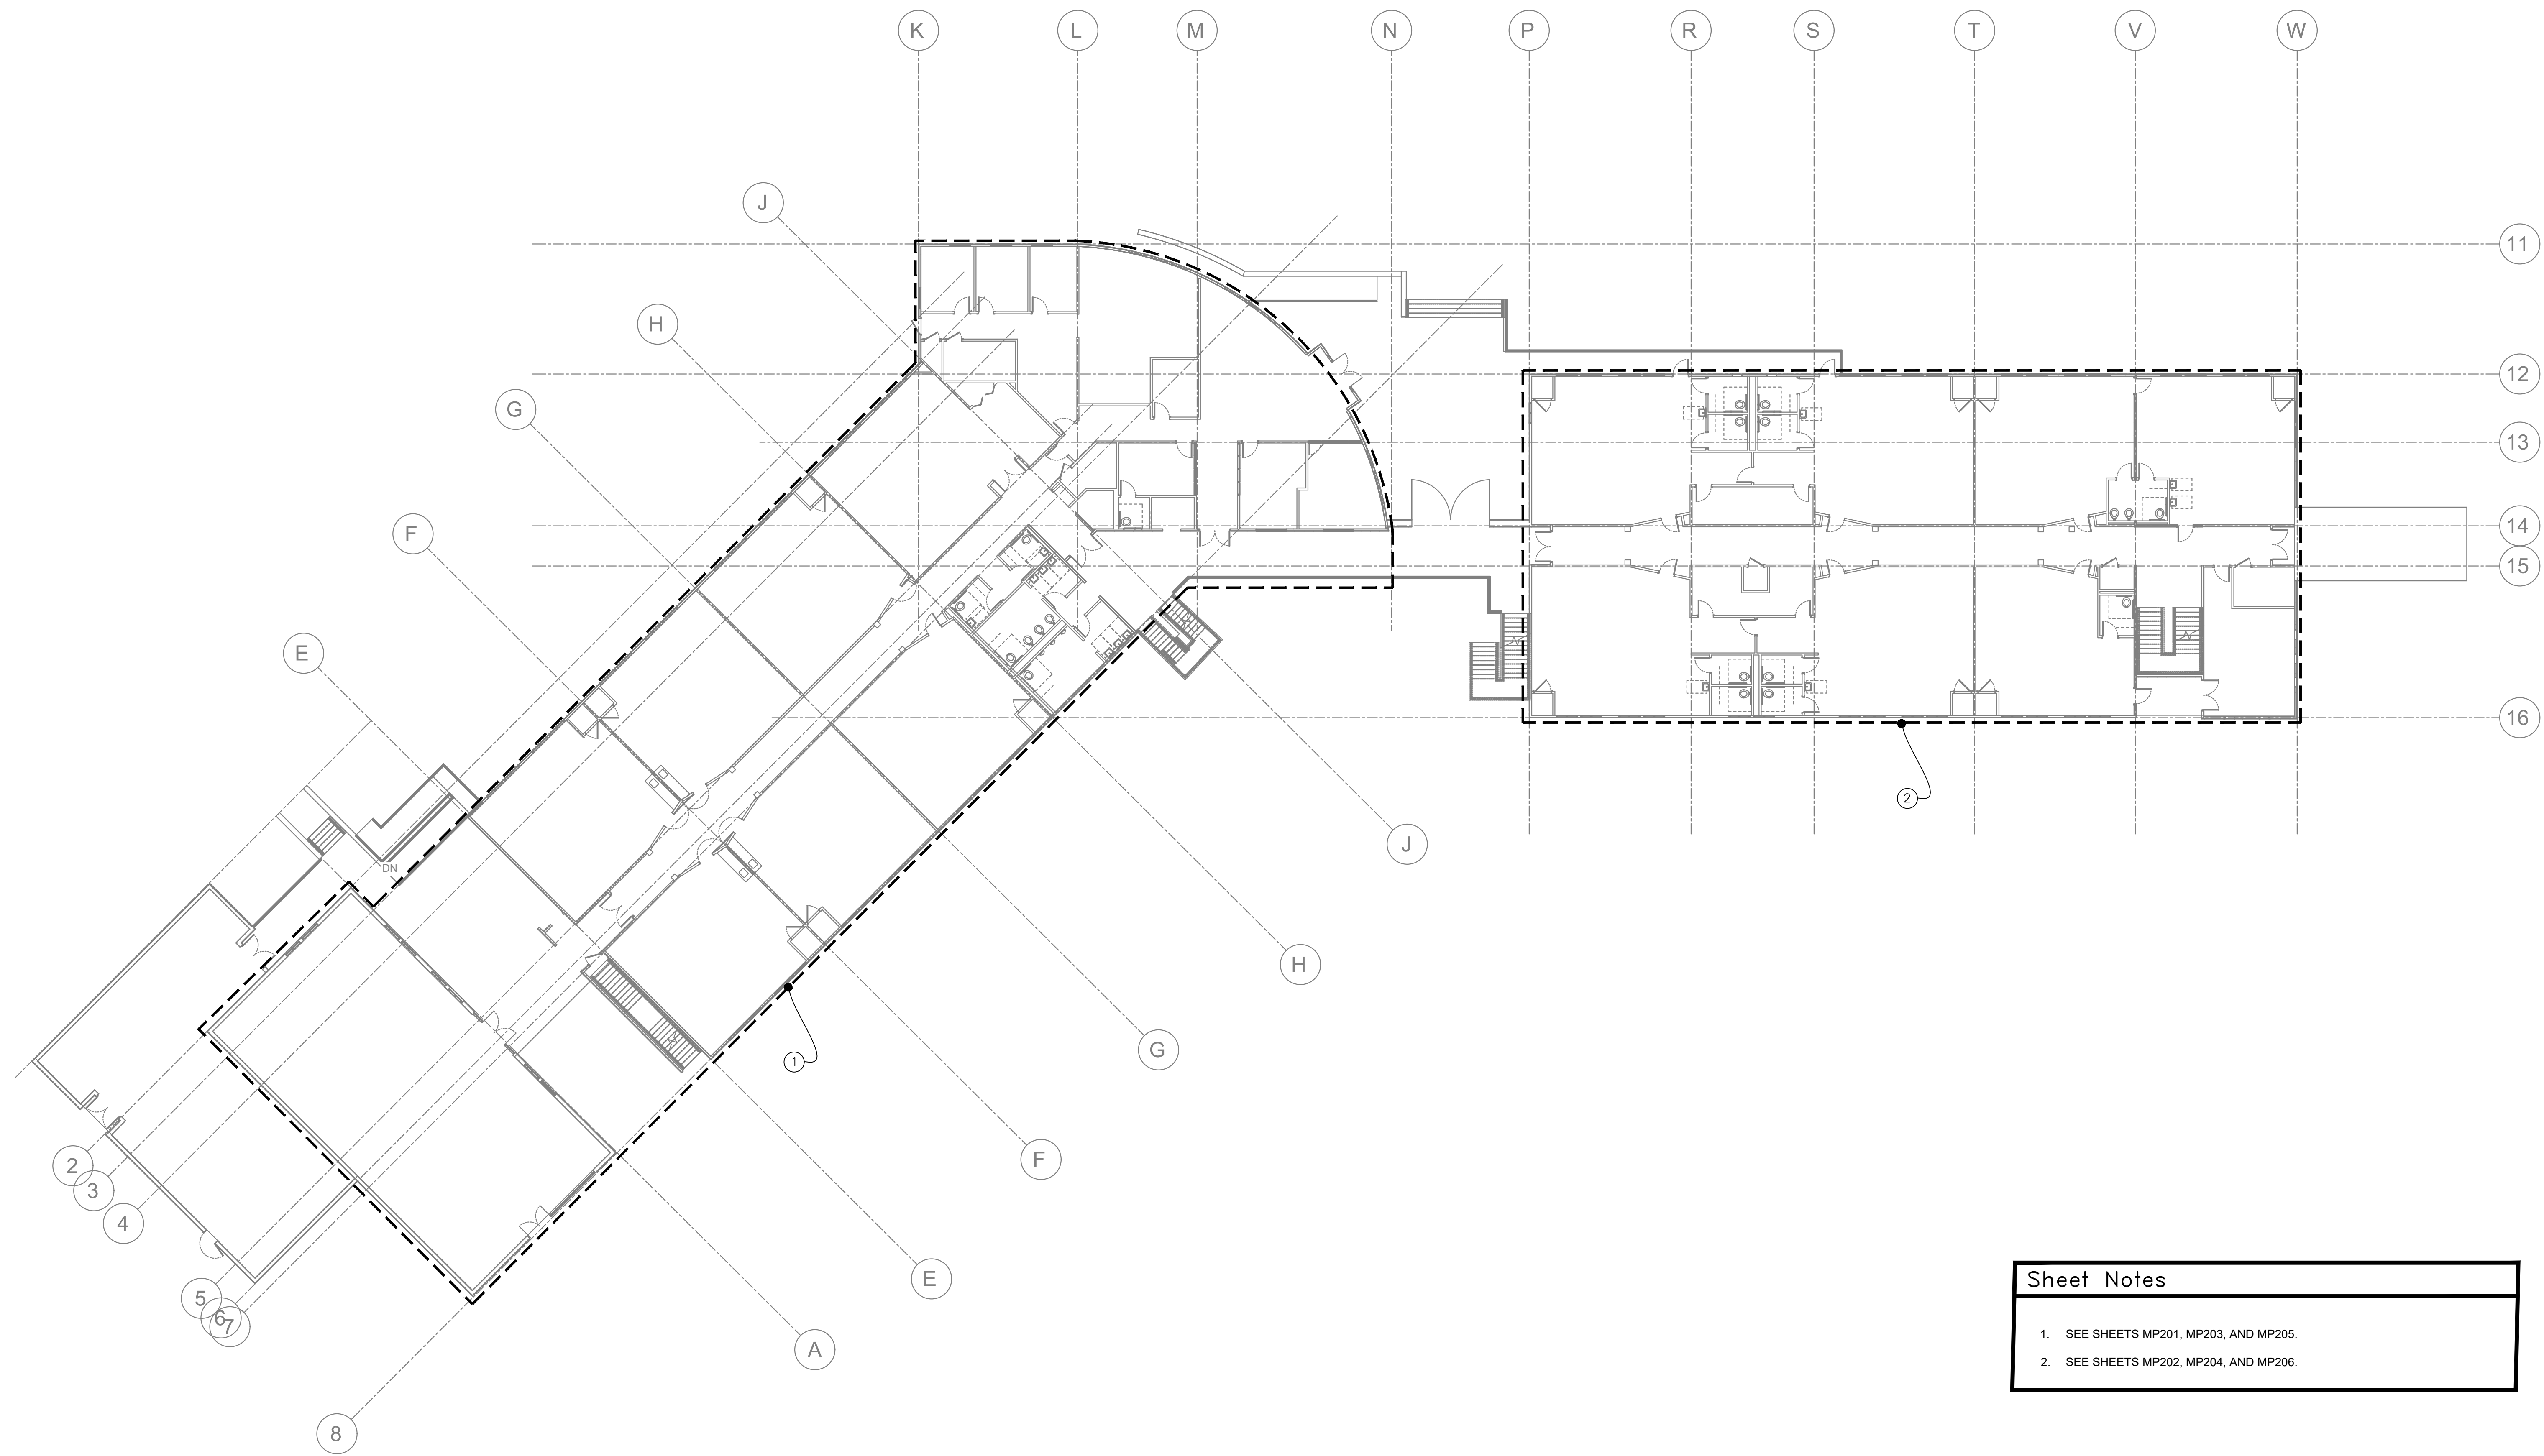 K L M N P R S T V W
J
11
H
12
G
13
F
14
15
E
16
2
J
DN
H
1
G
F
2
3
4
E
5
6
7
A
8
Sheet Notes
1. SEE SHEETS MP201, MP203, AND MP205.
2. SEE SHEETS MP202, MP204, AND MP206.